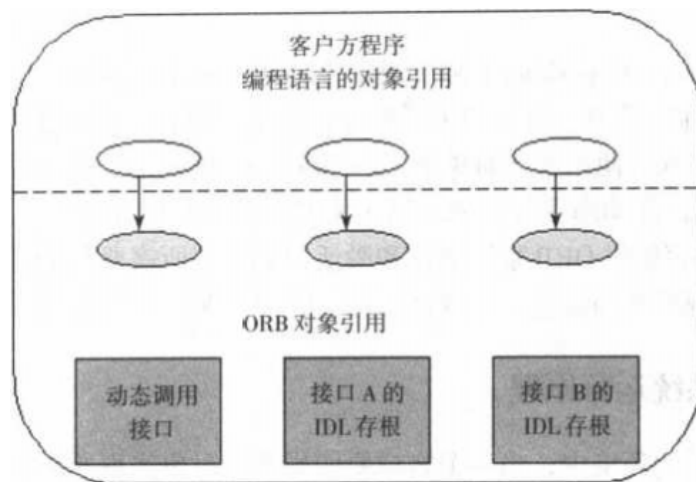 客户方程序
编程语言的对象引用
ORB 对象引用
动态调用
接口
接口 A 的
IDL 存根
接口 B 的
IDL 存根